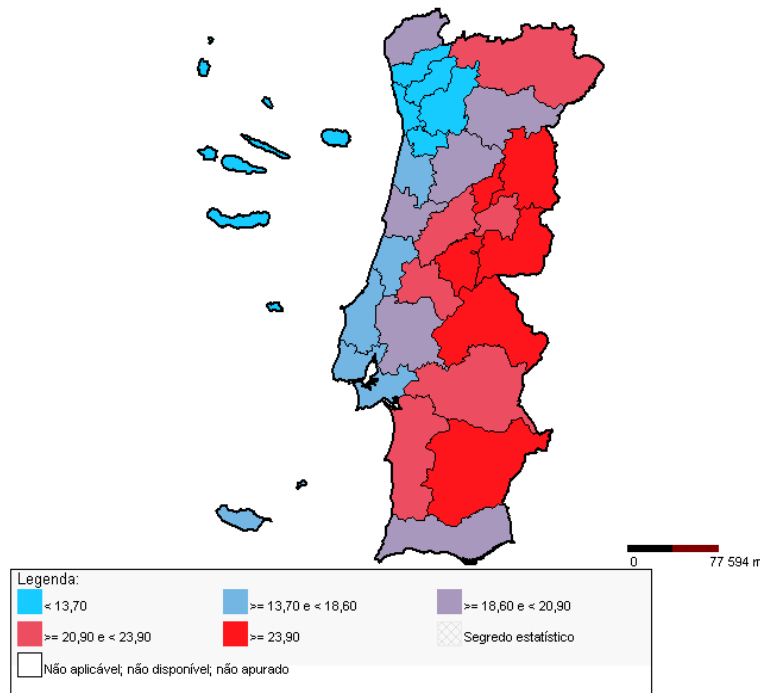 0 77 594 m
Legenda:
< 13,70 >= 13,70 e < 18,60 >= 18,60 e < 20,90
>= 20,90 e < 23,90 >= 23,90 Segredo estatístico
Não aplicável; não disponível; não apurado